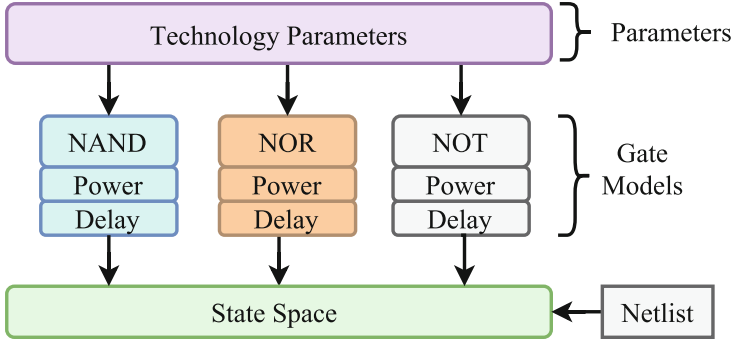 Technology Parameters
Parameters
NAND
NOR
NOT
Power
Power
Power
Delay
Delay
Delay
Gate
Models
State Space
Netlist